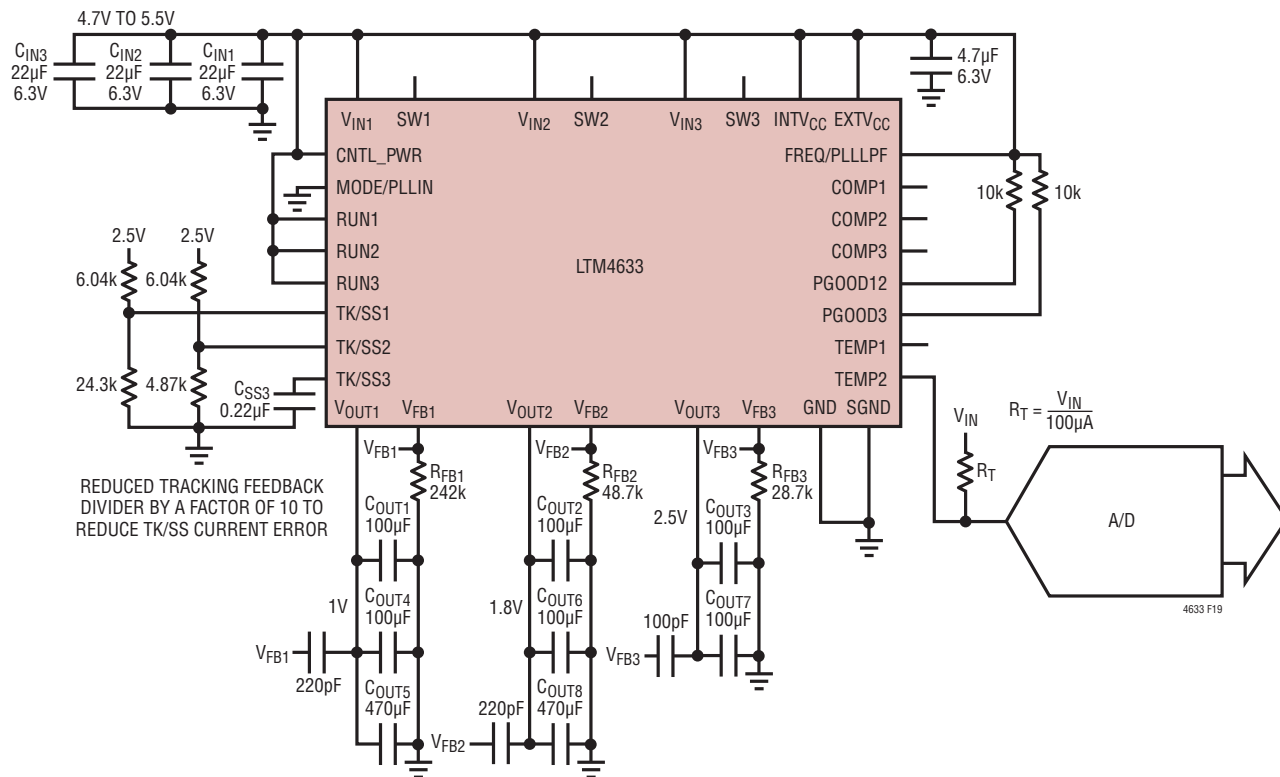 4.7V TO 5.5V
CIN3
22µF
6.3V
CIN2
22µF
6.3V
CIN1
22µF
6.3V
4.7µF
6.3V
VIN1 SW1 VIN2 SW2 VIN3 SW3 INTVCC EXTVCC
CNTL_PWR
MODE/PLLIN
RUN1
RUN2
RUN3
TK/SS1
TK/SS2
TK/SS3
LTM4633
FREQ/PLLLPF
COMP1
COMP2
COMP3
PGOOD12
PGOOD3
TEMP1
TEMP2
VOUT1 VFB1 VOUT2 VFB2 VOUT3 VFB3 GND SGND
10k 10k
2.5V 2.5V
6.04k 6.04k
24.3k 4.87k
CSS3
0.22µF
REDUCED TRACKING FEEDBACK
DIVIDER BY A FACTOR OF 10 TO
REDUCE TK/SS CURRENT ERROR
VFB1
RFB1
242k
COUT1
100µF
1V
COUT4
100µF
VFB1
220pF
COUT5
470µF
VFB2
RFB2
48.7k
COUT2
100µF
1.8V
COUT6
100µF
220pF
VFB2
COUT8
470µF
VFB3
RFB3
28.7k
2.5V
COUT3
100µF
100pF
VFB3
COUT7
100µF
VIN
RT
RT = VIN
100µA
A/D
4633 F19